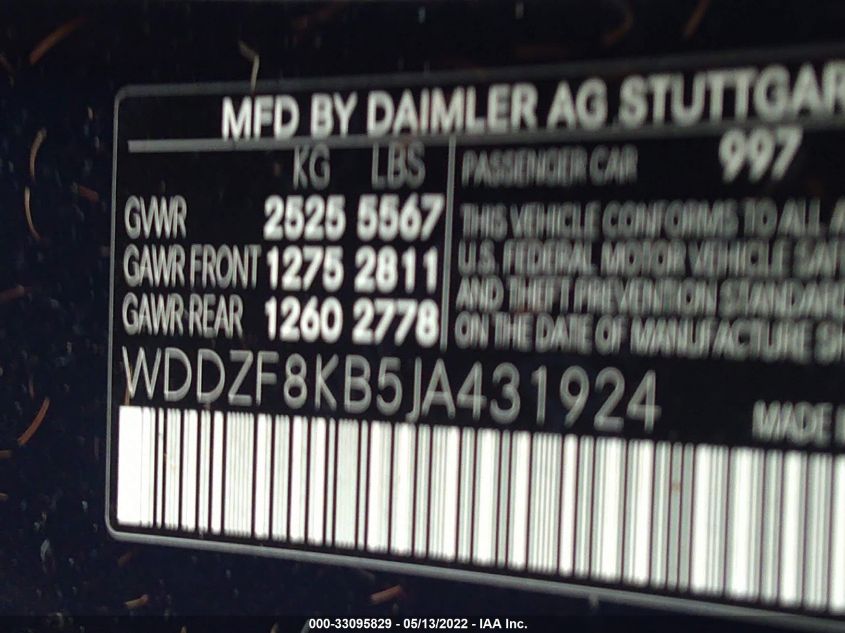 MFD BY DAIMLER AG STUTTGAR
KG LBS
GVWR 2525 5567
GAWR FRONT 1275 2811
GAWR REAR 1260 2778
PASSENGER CAR 997
THIS VEHICLE CONFORMS TO ALL A
U.S. FEDERAL MOTOR VEHICLE SAF
AND THEFT PREVENTION STANDARD
ON THE DATE OF MANUFACTURE SH
WDDZF8KB5JA431924
MADE
000-33095829 - 05/13/2022 - IAA Inc.